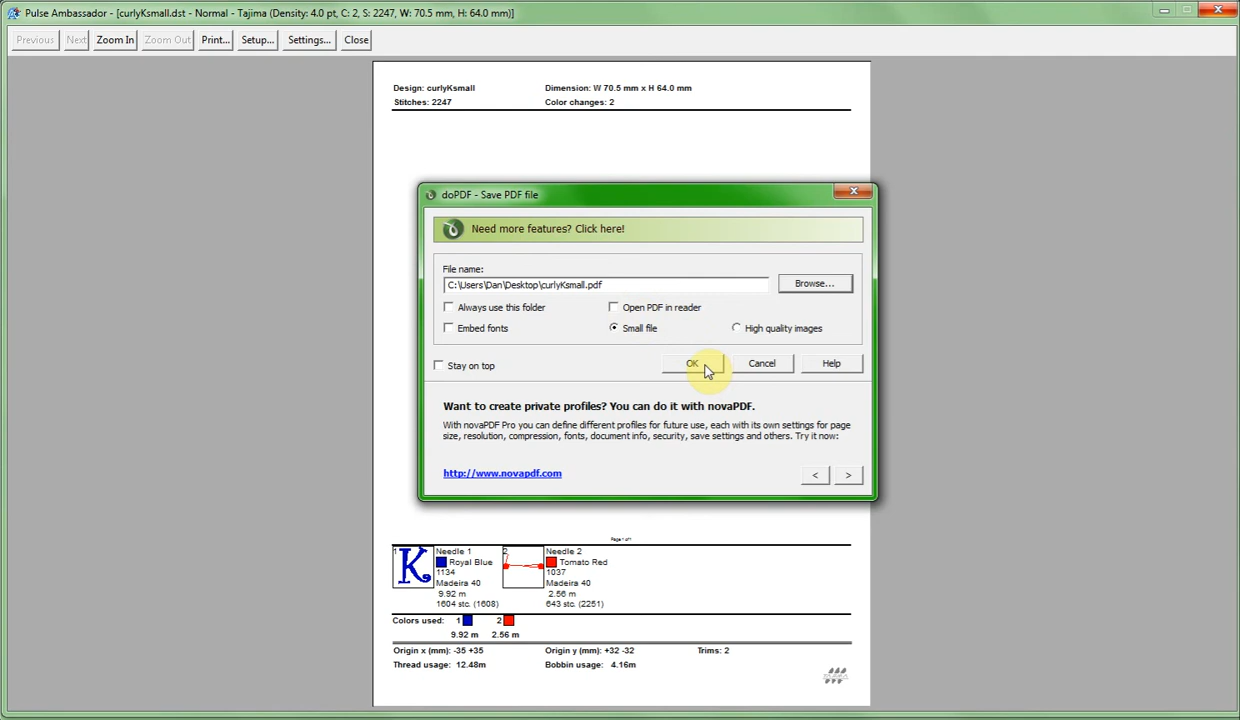 Pulse Ambassador - [curlyKsmall.dst - Normal - Tajima (Density: 4.0 pt, C: 2, S: 2247, W: 70.5 mm, H: 64.0 mm)]
Previous Next Zoom In Zoom Out Print... Setup... Settings... Close
Design: curlyKsmall Dimension: W 70.5 mm x H 64.0 mm
Stitches: 2247 Color changes: 2
doPDF - Save PDF file
Need more features? Click here!
File name:
C:\Users\Dan\Desktop\curlyKsmall.pdf Browse...
Always use this folder Open PDF in reader
Embed fonts Small file High quality images
Stay on top OK Cancel Help
Want to create private profiles? You can do it with novaPDF.
With novaPDF Pro you can define different profiles for future use, each with its own settings for page
size, resolution, compression, fonts, document info, security, save settings and others. Try it now:
http://www.novapdf.com < >
Page 1 of 1
1 K Needle 1 2 Needle 2
Royal Blue Tomato Red
1134 1037
Madeira 40 Madeira 40
9.92 m 2.56 m
1604 stc. (1608) 643 stc. (2251)
Colors used: 1 2
9.92 m 2.56 m
Origin x (mm): -35 +35 Origin y (mm): +32 -32 Trims: 2
Thread usage: 12.48m Bobbin usage: 4.16m